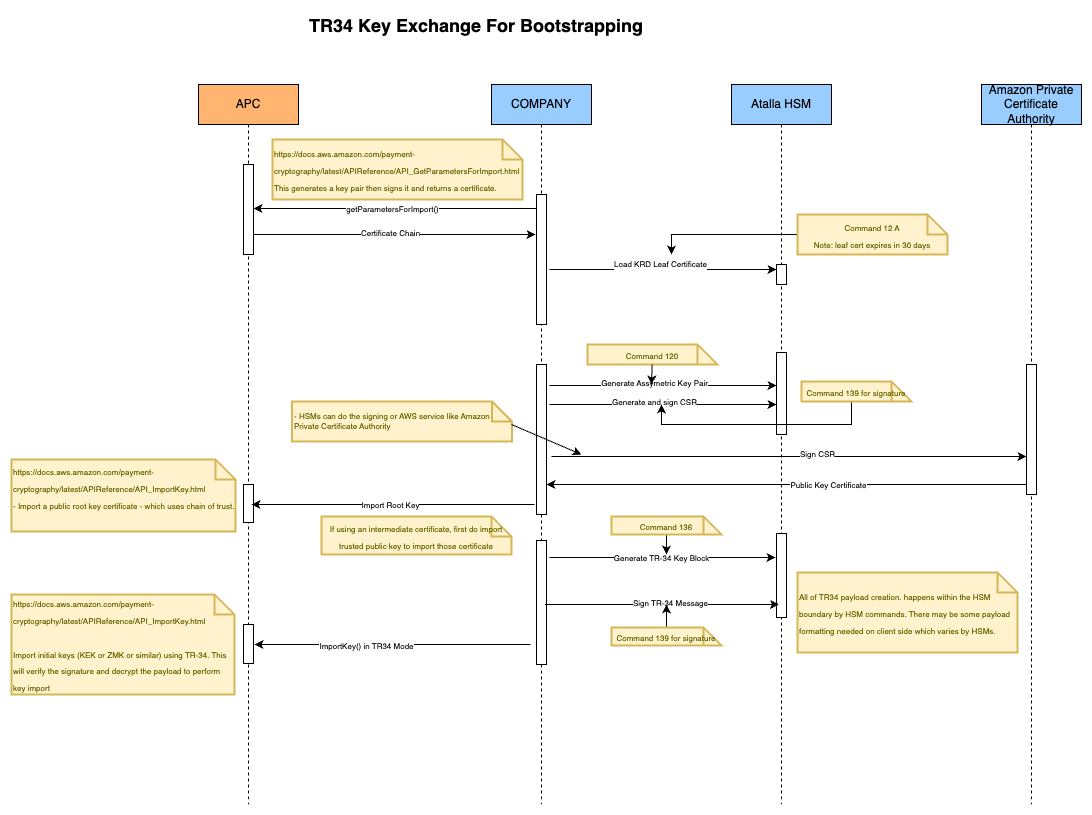 TR34 Key Exchange For Bootstrapping
APC
COMPANY
Atalla HSM
Amazon Private
Certificate
Authority
https://docs.aws.amazon.com/payment-
cryptography/latest/APIReference/API_GetParametersForImport.html
This generates a key pair then signs it and returns a certificate.
getParametersForImport()
Certificate Chain
Command 12 A
Note: leaf cert expires in 30 days
Load KRD Leaf Certificate
Command 120
Generate Assymetric Key Pair
Command 139 for signature
Generate and sign CSR
- HSMs can do the signing or AWS service like Amazon
Private Certificate Authority
Sign CSR
https://docs.aws.amazon.com/payment-
cryptography/latest/APIReference/API_ImportKey.html
- Import a public root key certificate - which uses chain of trust.
Public Key Certificate
Import Root Key
If using an intermediate certificate, first do import
trusted public key to import those certificate
Command 136
Generate TR-34 Key Block
All of TR34 payload creation. happens within the HSM
boundary by HSM commands. There may be some payload
formatting needed on client side which varies by HSMs.
Sign TR-34 Message
Command 139 for signature
https://docs.aws.amazon.com/payment-
cryptography/latest/APIReference/API_ImportKey.html
Import initial keys (KEK or ZMK or similar) using TR-34. This
will verify the signature and decrypt the payload to perform
key import
ImportKey() in TR34 Mode